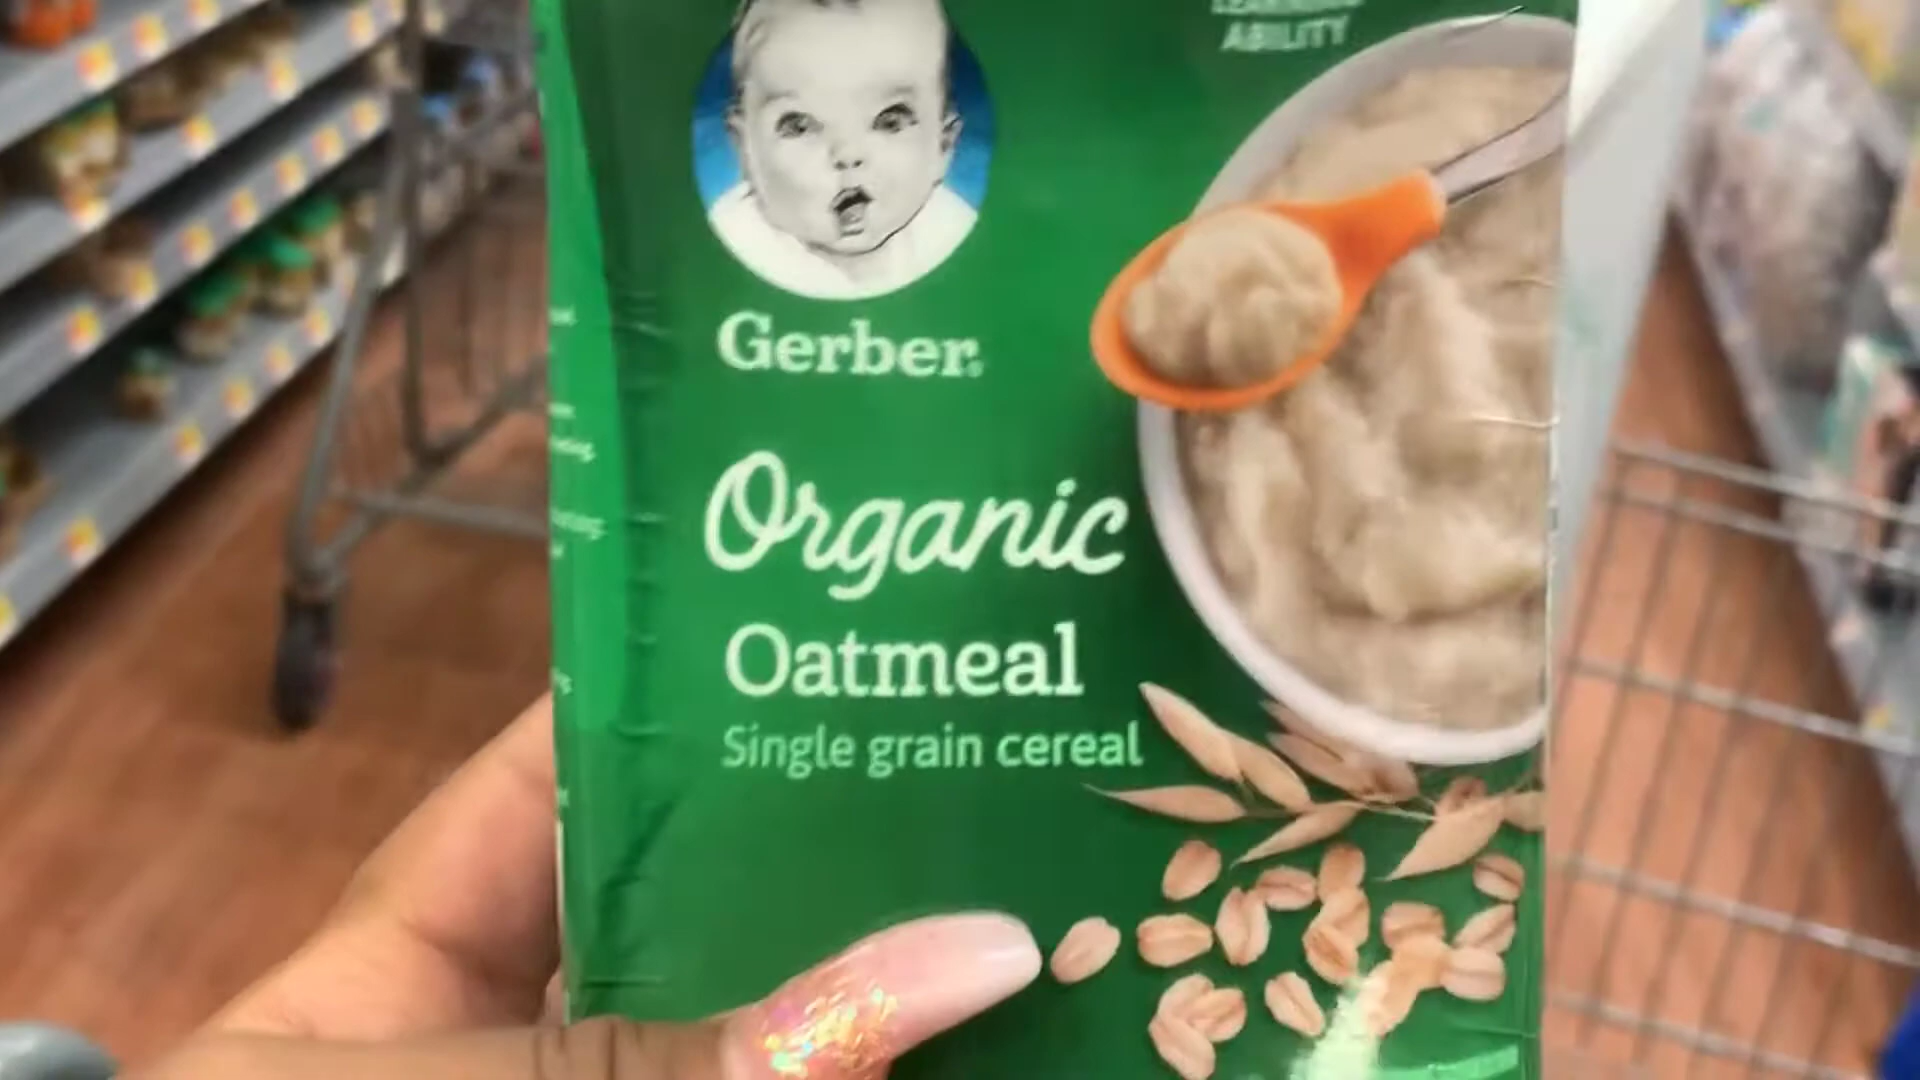 ABILITY
Gerber®
Organic
Oatmeal
Single grain cereal